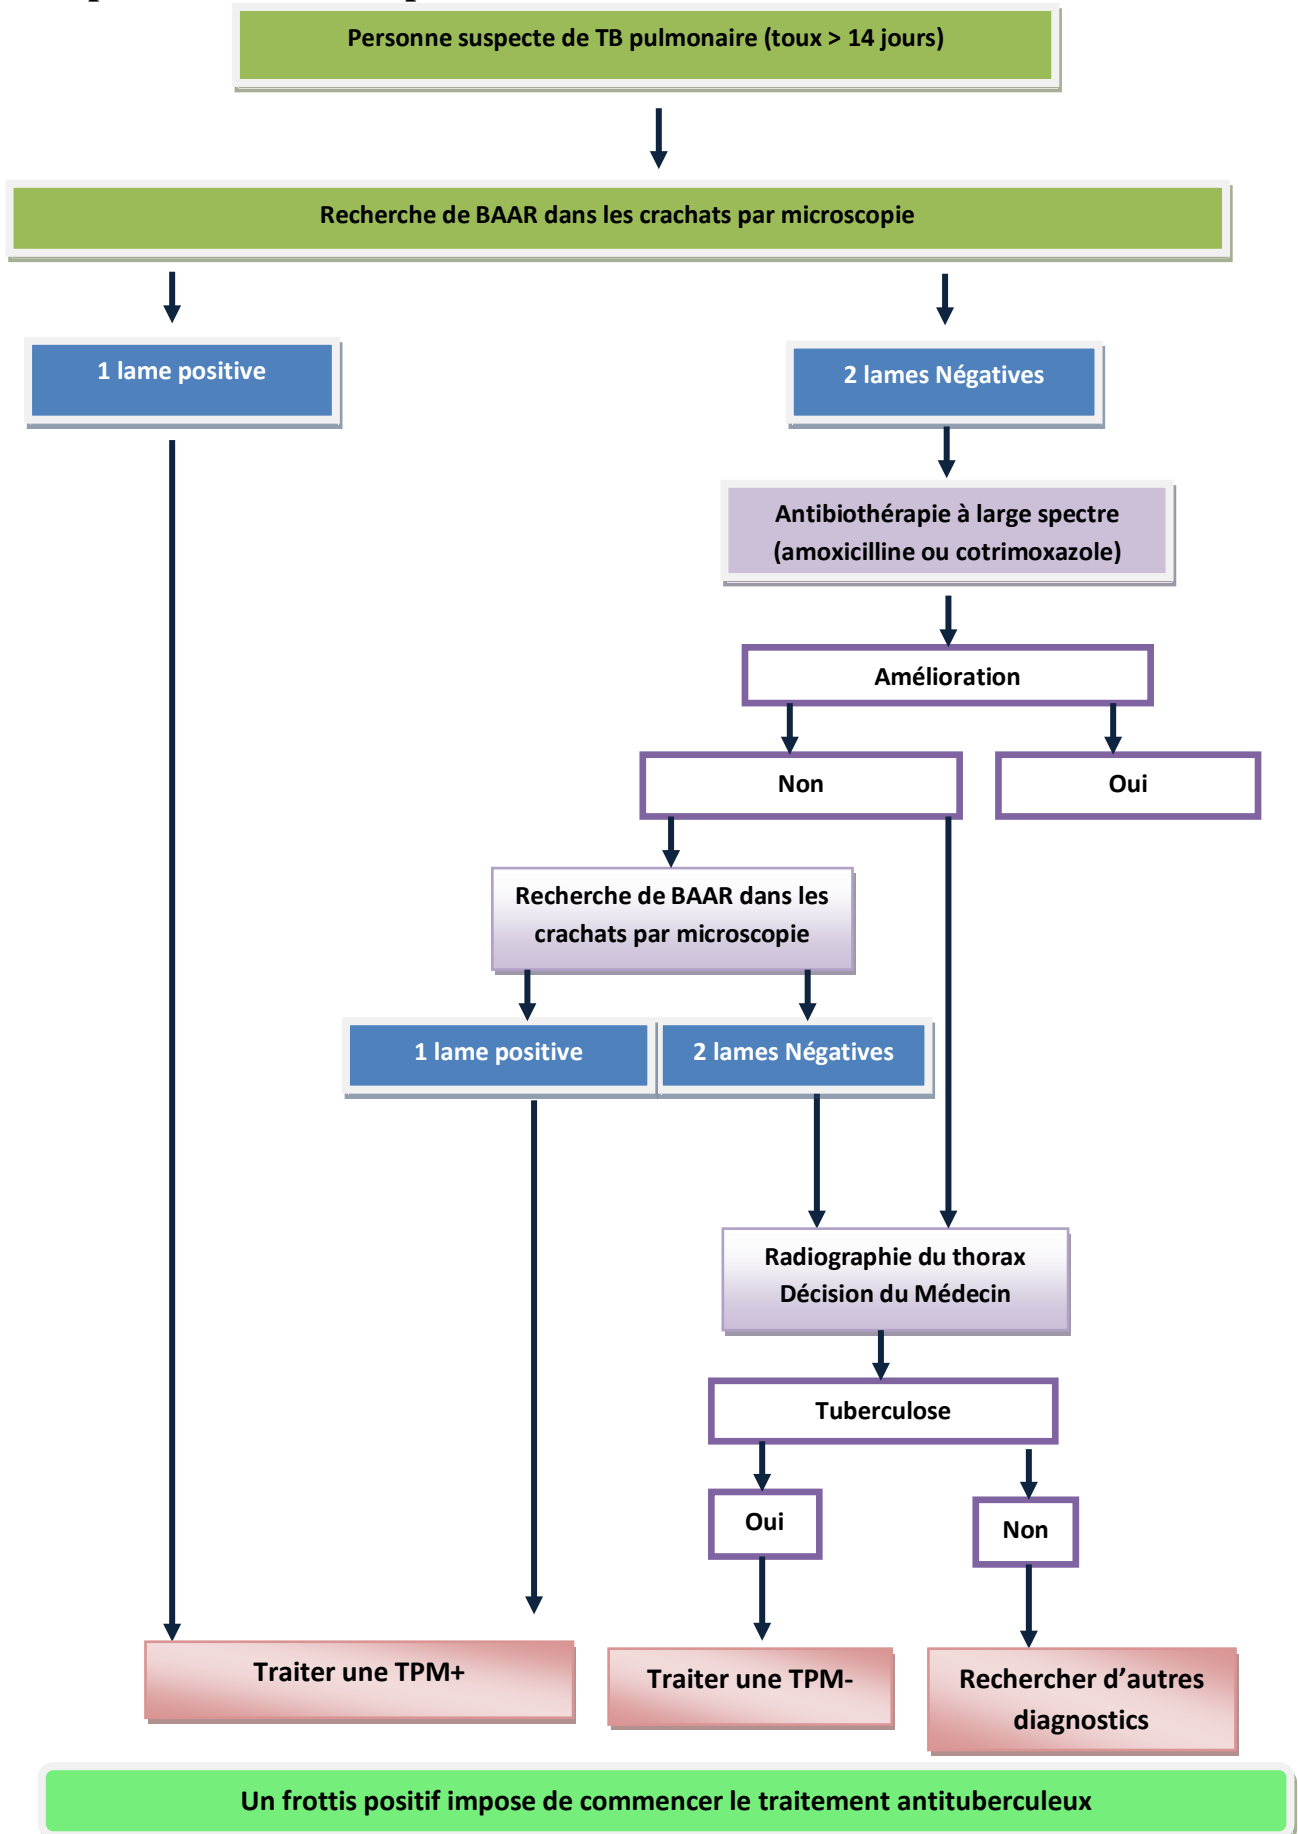 Personne suspecte de TB pulmonaire (toux > 14 jours)
Recherche de BAAR dans les crachats par microscopie
1 lame positive
2 lames Négatives
Antibiothérapie à large spectre
(amoxicilline ou cotrimoxazole)
Amélioration
Non
Oui
Recherche de BAAR dans les
crachats par microscopie
1 lame positive
2 lames Négatives
Radiographie du thorax
Décision du Médecin
Tuberculose
Oui
Non
Traiter une TPM+
Traiter une TPM-
Rechercher d’autres
diagnostics
Un frottis positif impose de commencer le traitement antituberculeux